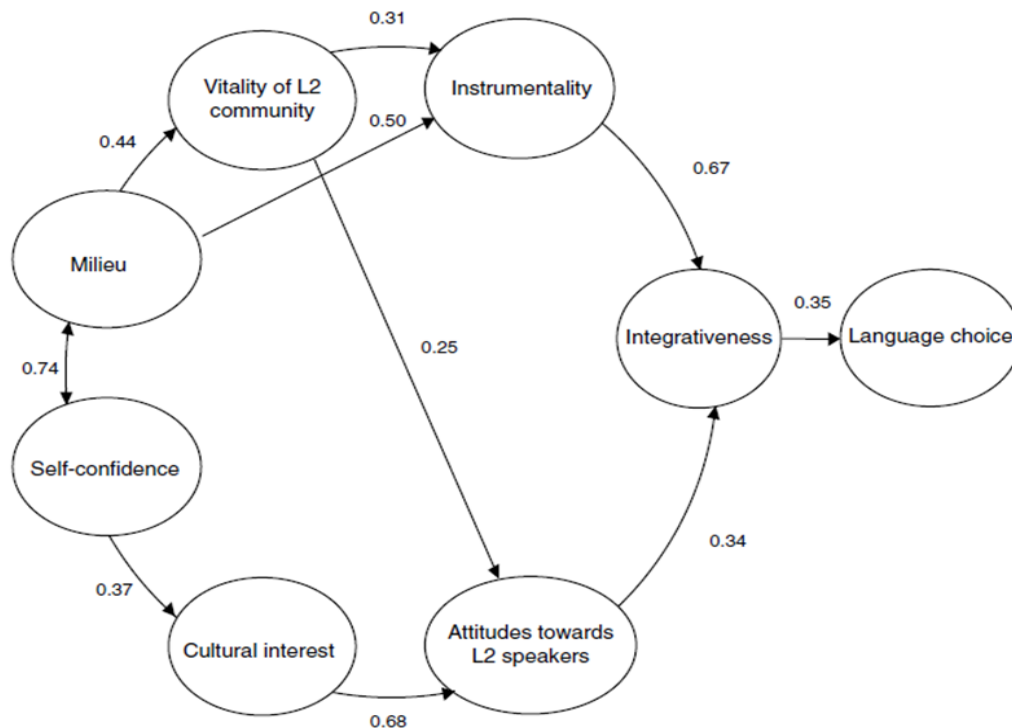 0.31
Vitality of L2
community
Instrumentality
0.50
0.44
0.67
Milieu
0.25
Integrativeness
0.35
Language choice
0.74
Self-confidence
0.37
0.34
Cultural interest
Attitudes towards
L2 speakers
0.68